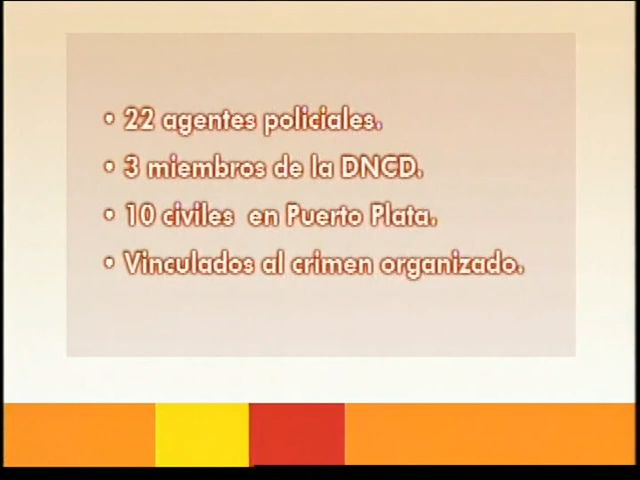 • 22 agentes policiales.
• 3 miembros de la DNCD.
• 10 civiles  en Puerto Plata.
• Vinculados al crimen organizado.